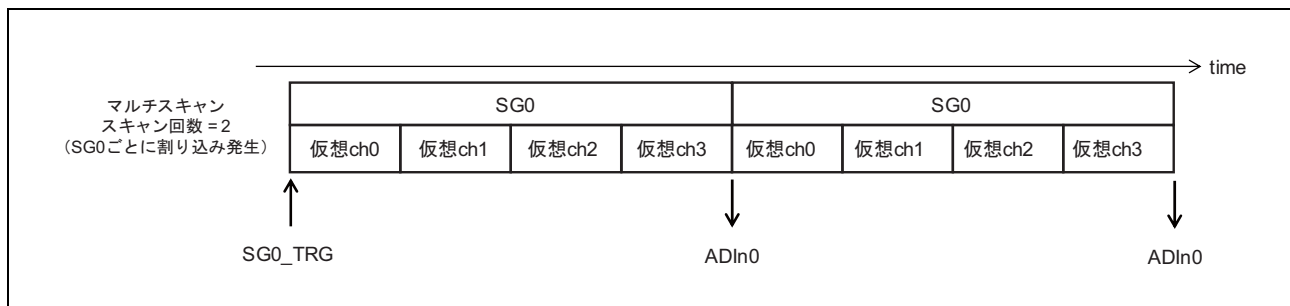 time
マルチスキャン
スキャン回数 = 2
(SG0ごとに割り込み発生)
SG0 SG0
仮想ch0 仮想ch1 仮想ch2 仮想ch3 仮想ch0 仮想ch1 仮想ch2 仮想ch3
SG0_TRG ADIn0 ADIn0